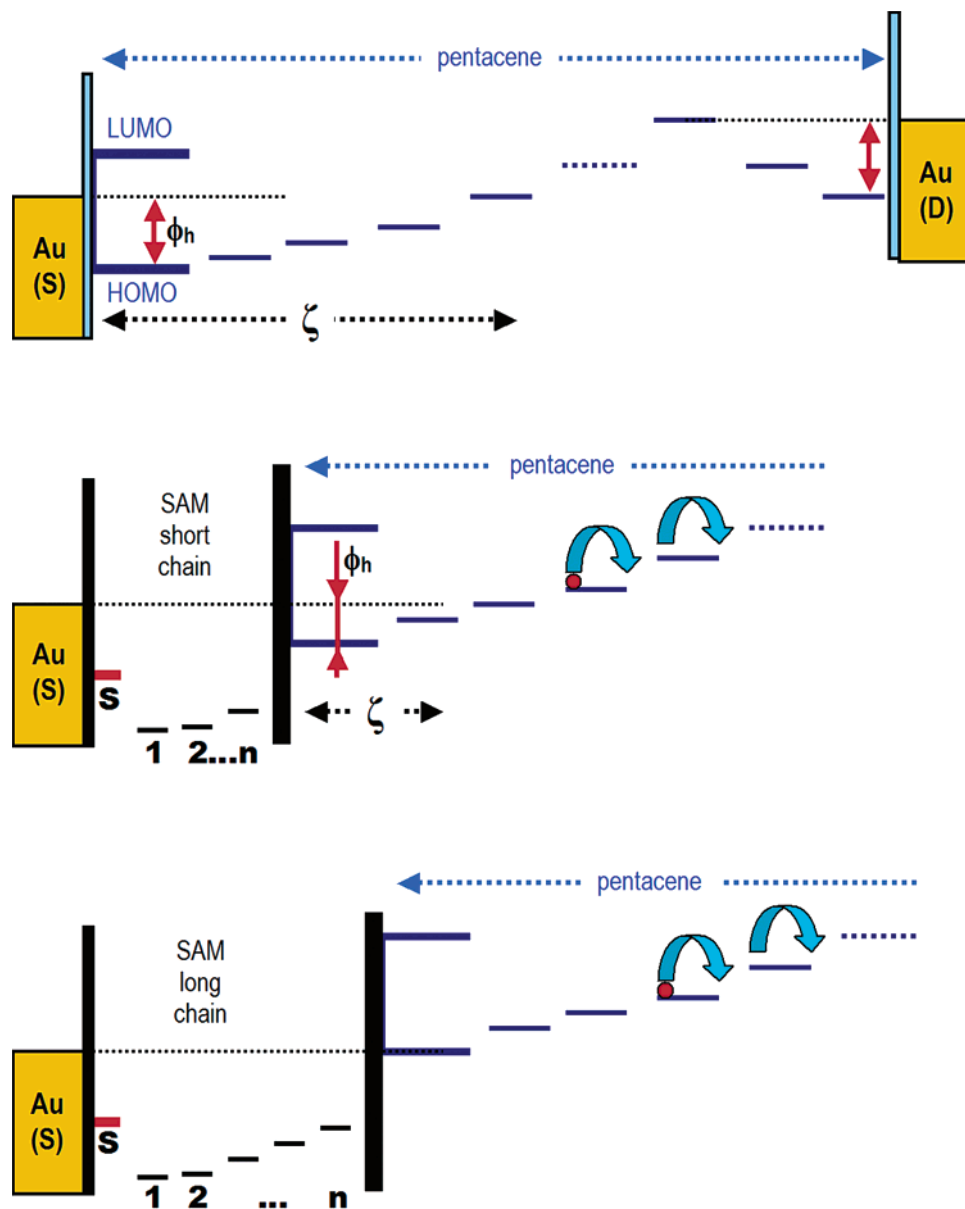 pentacene
LUMO
Au
(S)
ϕh
HOMO
ζ
Au
(D)
pentacene
SAM
short
chain
ϕh
Au
(S)
S
1 2...n
ζ
pentacene
SAM
long
chain
Au
(S)
S
1 2 ... n